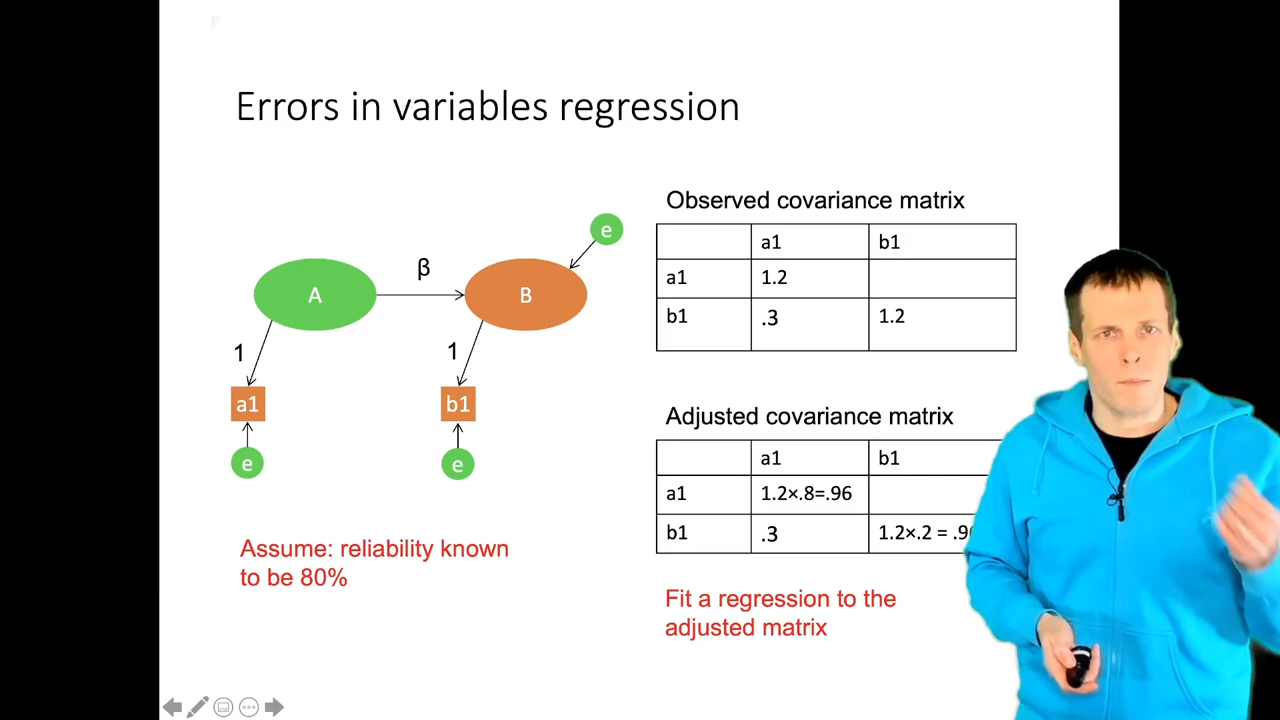 Errors in variables regression
Observed covariance matrix
a1 b1
a1 1.2
b1 .3 1.2
e
β
A
B
1
1
a1
b1
e
e
Adjusted covariance matrix
a1 b1
a1 1.2×.8=.96
b1 .3 1.2×.2 =
Assume: reliability known
to be 80%
Fit a regression to the
adjusted matrix